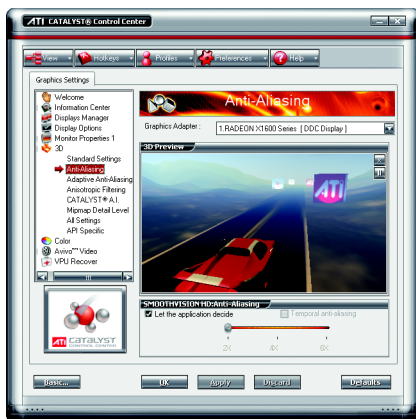 ATI CATALYST® Control Center
View
Hotkeys
Profiles
Preferences
Help
Graphics Settings
Welcome
Information Center
Displays Manager
Display Options
Monitor Properties 1
3D
Standard Settings
Anti-Aliasing
Adaptive Anti-Aliasing
Anisotropic Filtering
CATALYST® A.I.
Mipmap Detail Level
All Settings
API Specific
Color
Avivo™ Video
VPU Recover
ATI CATALYST
CONTROL CENTER
Anti-Aliasing
Graphics Adapter :
1.RADEON X1600 Series [ DDC Display ]
3D Preview
ATI
SMOOTHVISION HD:Anti-Aliasing
Let the application decide
Temporal anti-aliasing
2X
4X
6X
Basic...
OK
Apply
Discard
Defaults